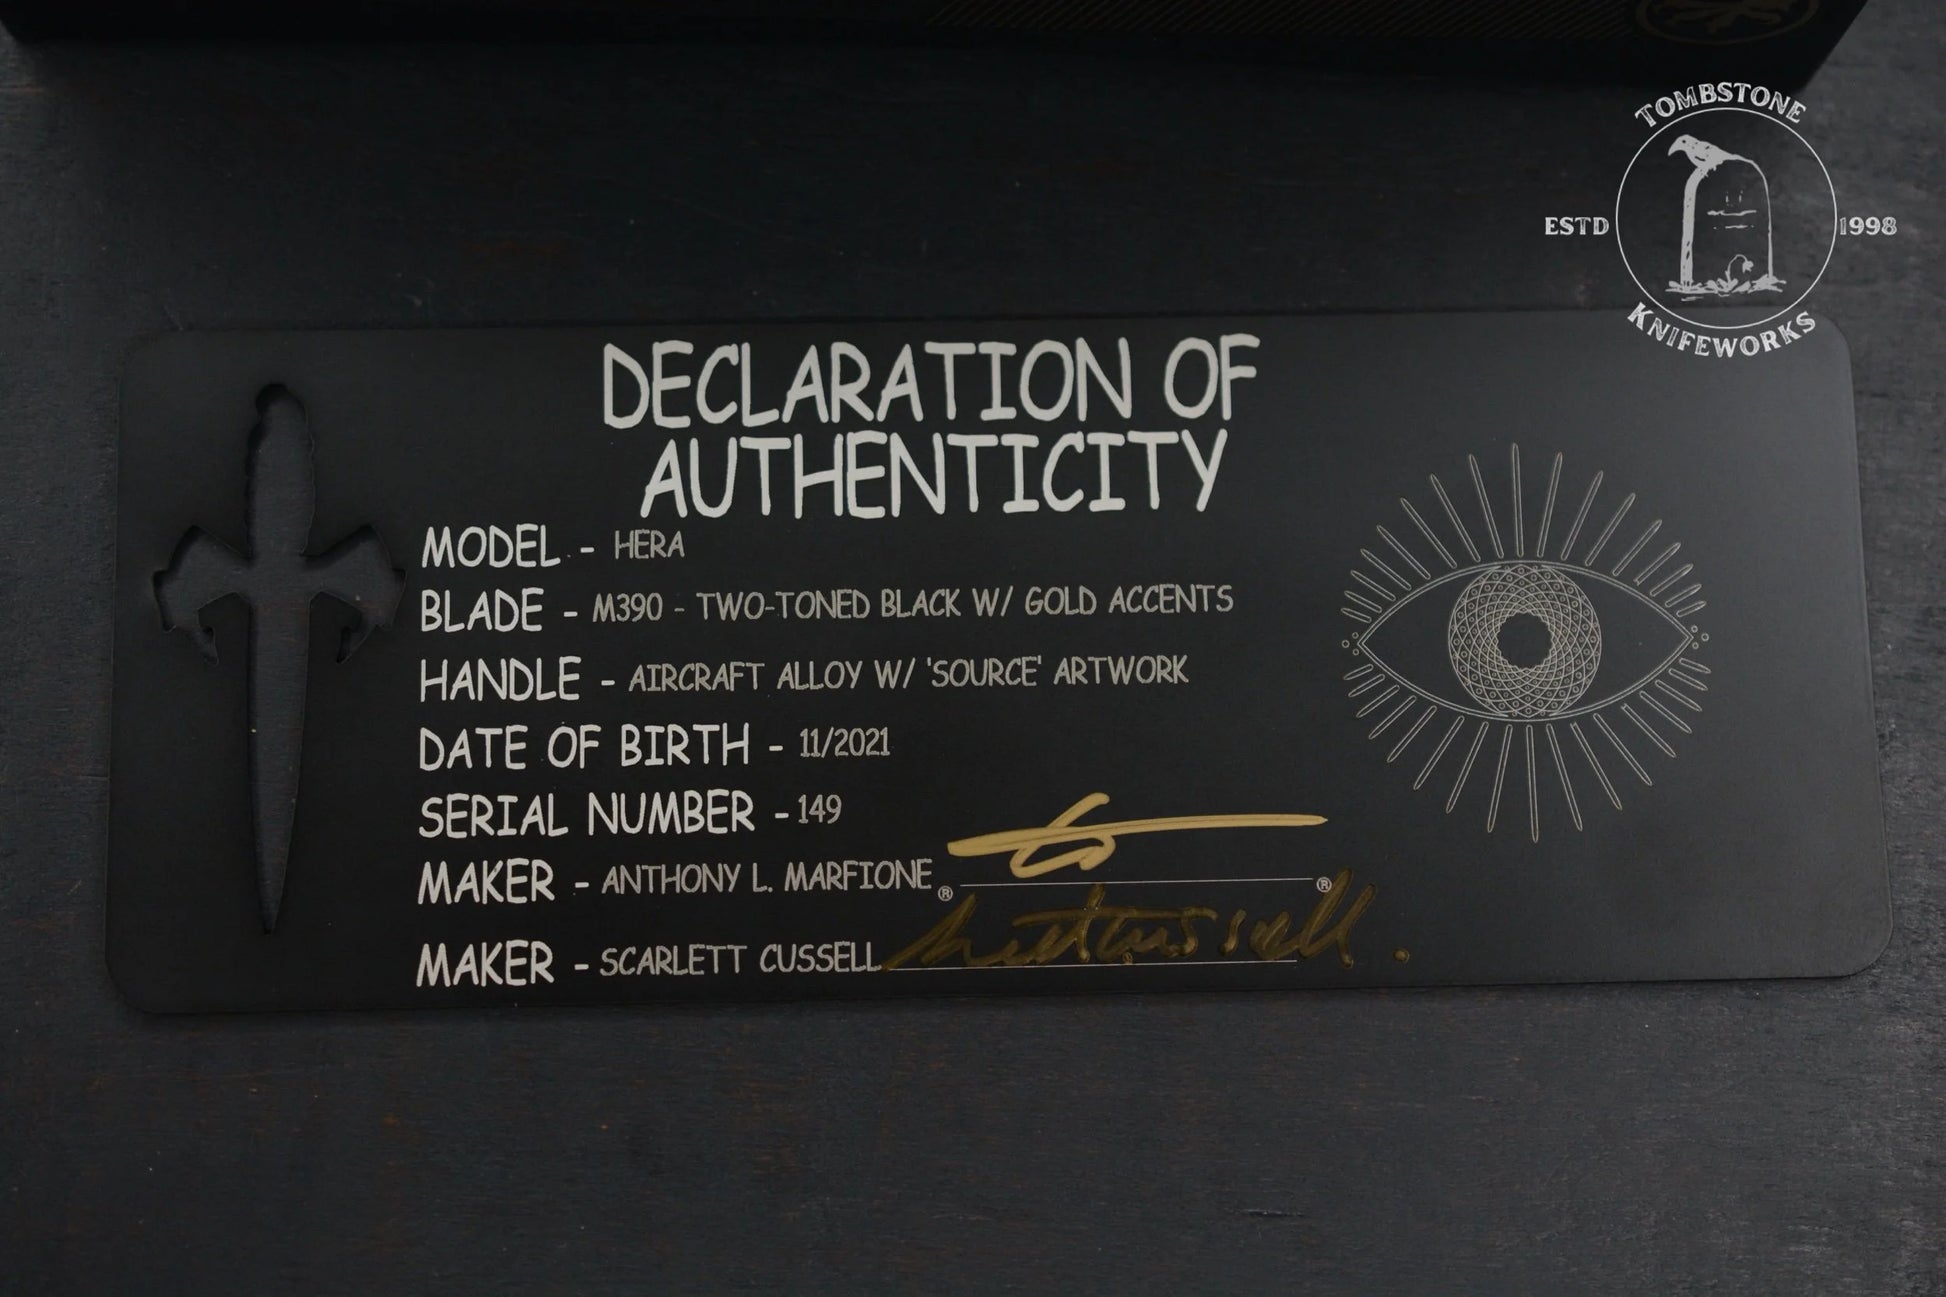 TOMBSTONE
ESTD 1998
KNIFEWORKS
DECLARATION OF
AUTHENTICITY
MODEL - HERA
BLADE - M390 - TWO-TONED BLACK W/ GOLD ACCENTS
HANDLE - AIRCRAFT ALLOY W/ 'SOURCE' ARTWORK
DATE OF BIRTH - 11/2021
SERIAL NUMBER - 149
MAKER - ANTHONY L. MARFIONE ® ®
MAKER - SCARLETT CUSSELL